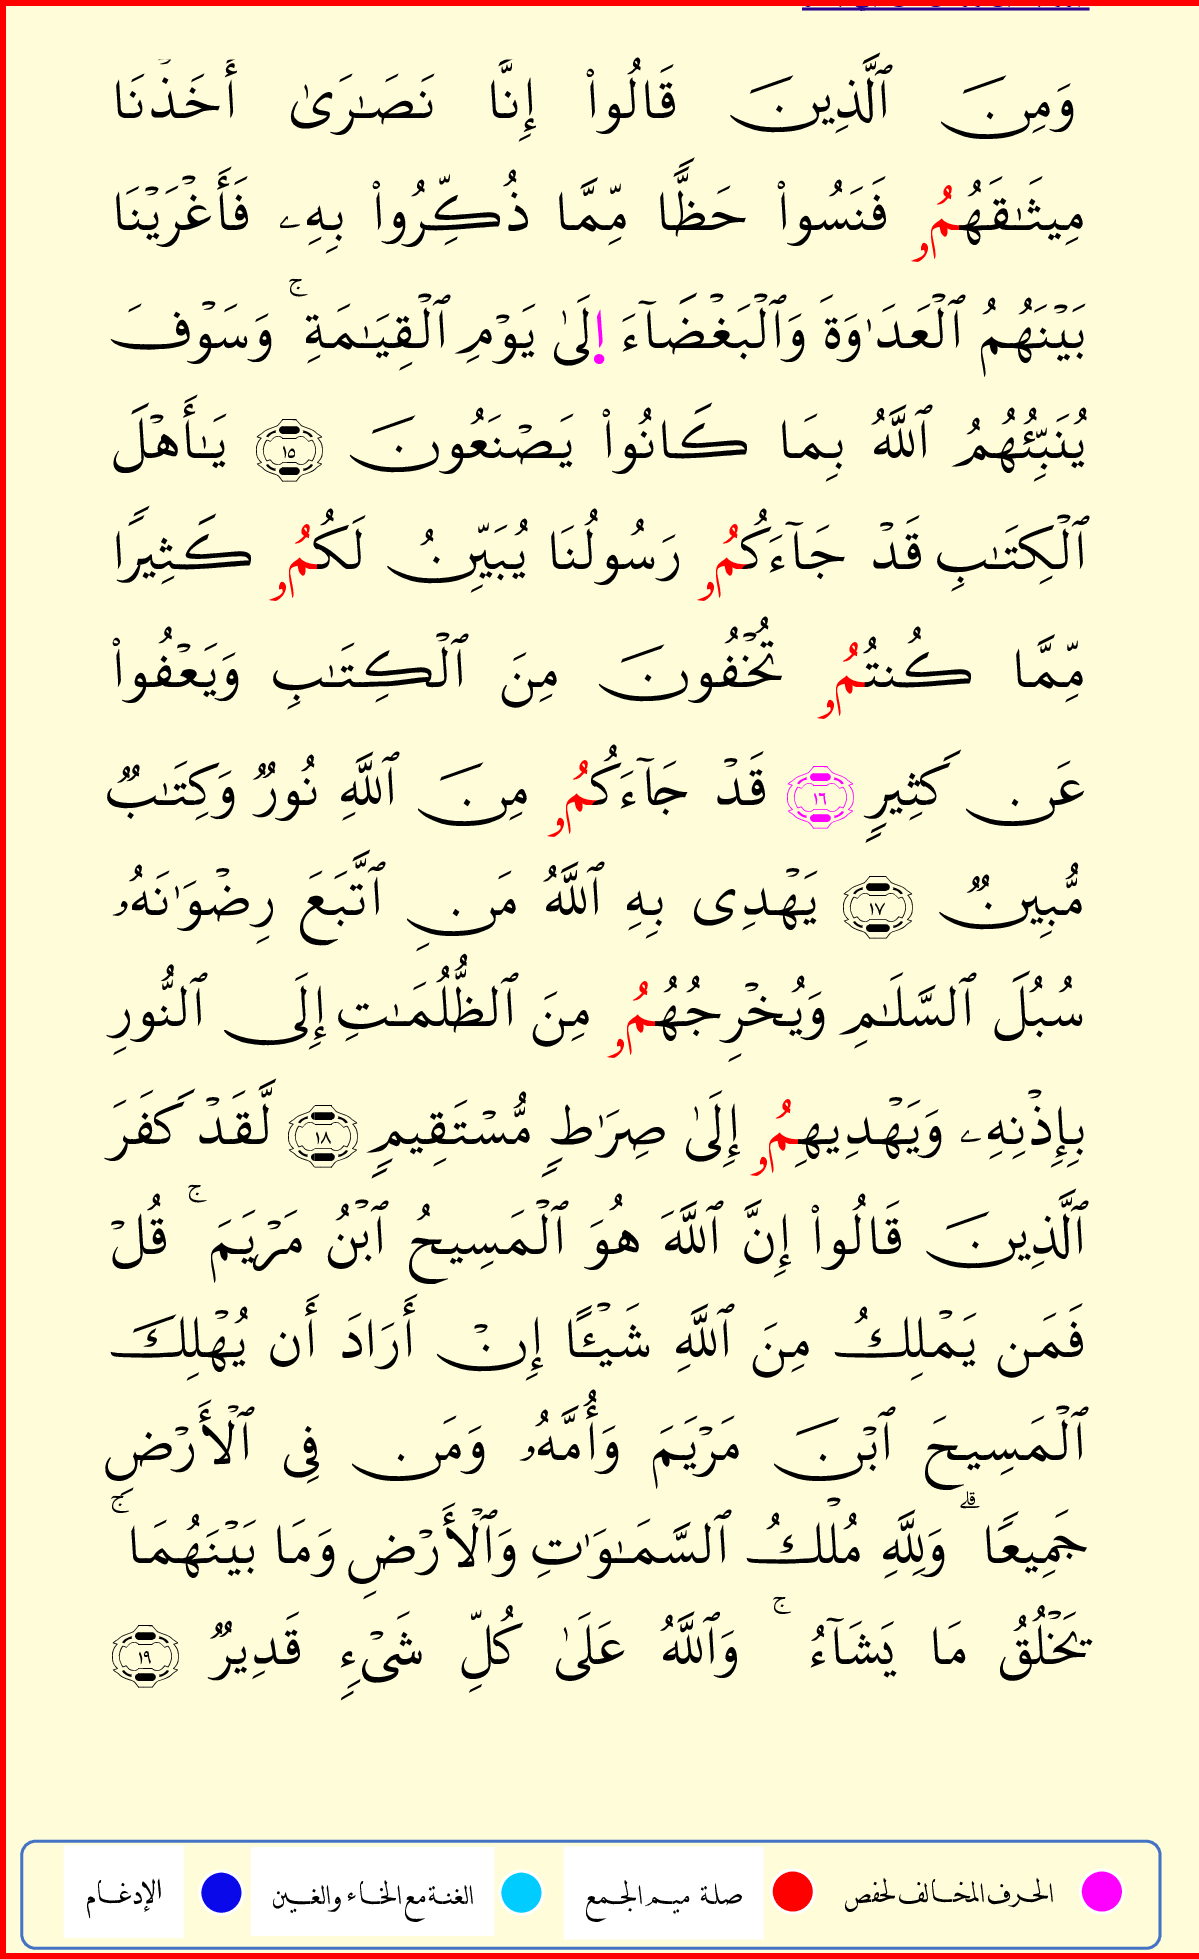 وَمِنَ ٱلَّذِينَ قَالُوا۟ إِنَّا نَصَـٰرَىٰ أَخَذْنَا
مِيثَـٰقَهُمُۥ فَنَسُوا۟ حَظًّا مِّمَّا ذُكِّرُوا۟ بِهِۦ فَأَغْرَيْنَا
بَيْنَهُمُ ٱلْعَدَاوَةَ وَٱلْبَغْضَآءَ اِلَىٰ يَوْمِ ٱلْقِيَـٰمَةِ ۚ وَسَوْفَ
يُنَبِّئُهُمُ ٱللَّهُ بِمَا كَانُوا۟ يَصْنَعُونَ ١٥ يَـٰأَهْلَ
ٱلْكِتَـٰبِ قَدْ جَآءَكُمُۥ رَسُولُنَا يُبَيِّنُ لَكُمُۥ كَثِيرًا
مِّمَّا كُنتُمُۥ تُخْفُونَ مِنَ ٱلْكِتَـٰبِ وَيَعْفُوا۟
عَن كَثِيرٍ ١٦ قَدْ جَآءَكُمُۥ مِنَ ٱللَّهِ نُورٌ وَكِتَـٰبٌ
مُّبِينٌ ١٧ يَهْدِى بِهِ ٱللَّهُ مَنِ ٱتَّبَعَ رِضْوَٰنَهُۥ
سُبُلَ ٱلسَّلَـٰمِ وَيُخْرِجُهُمُۥ مِنَ ٱلظُّلُمَـٰتِ إِلَى ٱلنُّورِ
بِإِذْنِهِۦ وَيَهْدِيهِمُۥ إِلَىٰ صِرَٰطٍ مُّسْتَقِيمٍ ١٨ لَّقَدْ كَفَرَ
ٱلَّذِينَ قَالُوا۟ إِنَّ ٱللَّهَ هُوَ ٱلْمَسِيحُ ٱبْنُ مَرْيَمَ ۚ قُلْ
فَمَن يَمْلِكُ مِنَ ٱللَّهِ شَيْـًٔا إِنْ أَرَادَ أَن يُهْلِكَ
ٱلْمَسِيحَ ٱبْنَ مَرْيَمَ وَأُمَّهُۥ وَمَن فِى ٱلْأَرْضِ
جَمِيعًا ۗ وَلِلَّهِ مُلْكُ ٱلسَّمَـٰوَٰتِ وَٱلْأَرْضِ وَمَا بَيْنَهُمَا ۚ
يَخْلُقُ مَا يَشَآءُ ۚ وَٱللَّهُ عَلَىٰ كُلِّ شَىْءٍ قَدِيرٌ ١٩
الحرف المخالف لحفص صلة ميم الجمع الغنة مع الخاء والغين الإدغام